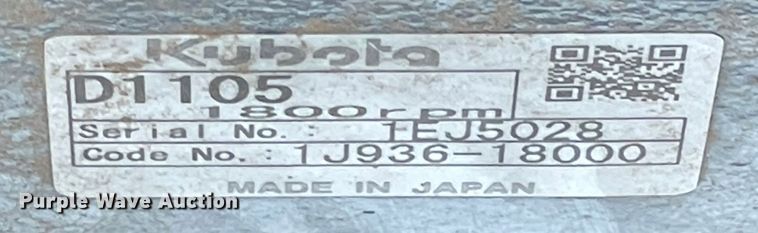 Kubota
D1105
1800rpm
Serial No. : 1EJ5028
Code No. : 1J936-18000
MADE IN JAPAN
Purple Wave Auction